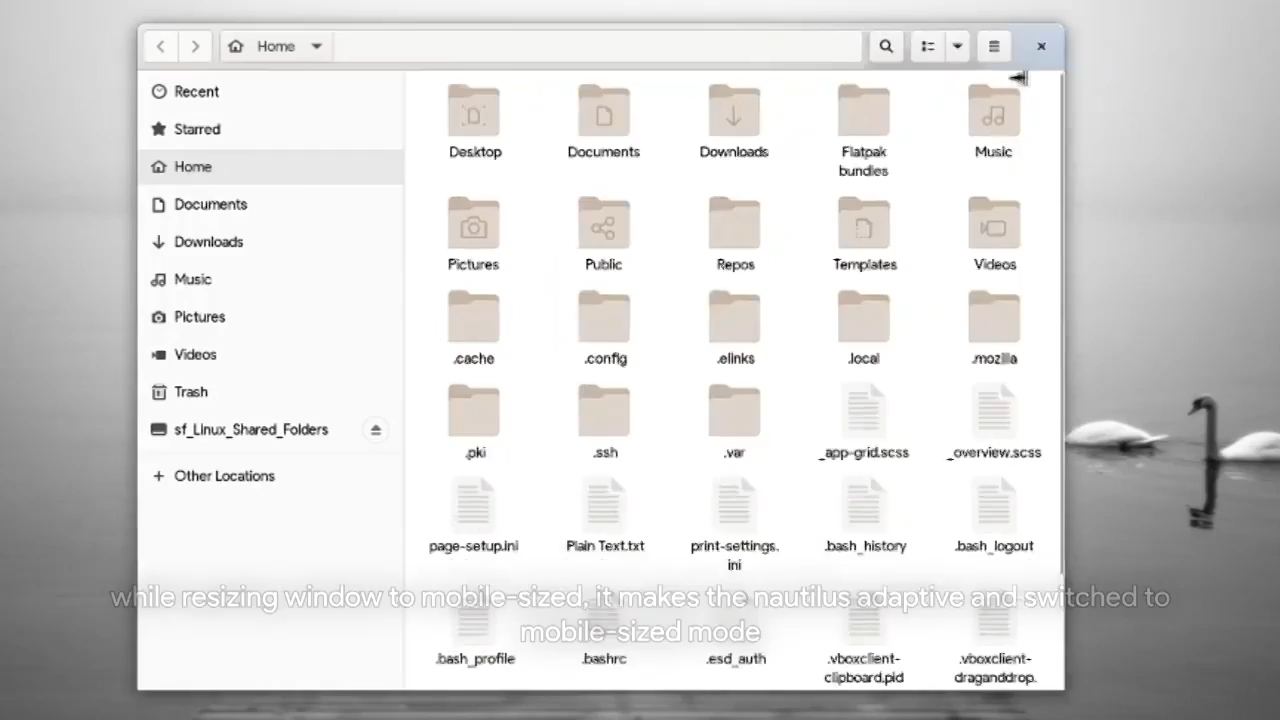 Home
Recent
Starred
Home
Documents
Downloads
Music
Pictures
Videos
Trash
sf_Linux_Shared_Folders
Other Locations
Desktop
Documents
Downloads
Flatpak
bundles
Music
Pictures
Public
Repos
Templates
Videos
.cache
.config
.elinks
.local
.mozilla
.pki
.ssh
.var
_app-grid.scss
_overview.scss
page-setup.ini
Plain Text.txt
print-settings.
ini
.bash_history
.bash_logout
while resizing window to mobile-sized, it makes the nautilus adaptive and switched to
mobile-sized mode
.bash_profile
.bashrc
.esd_auth
.vboxclient-
clipboard.pid
.vboxclient-
draganddrop.